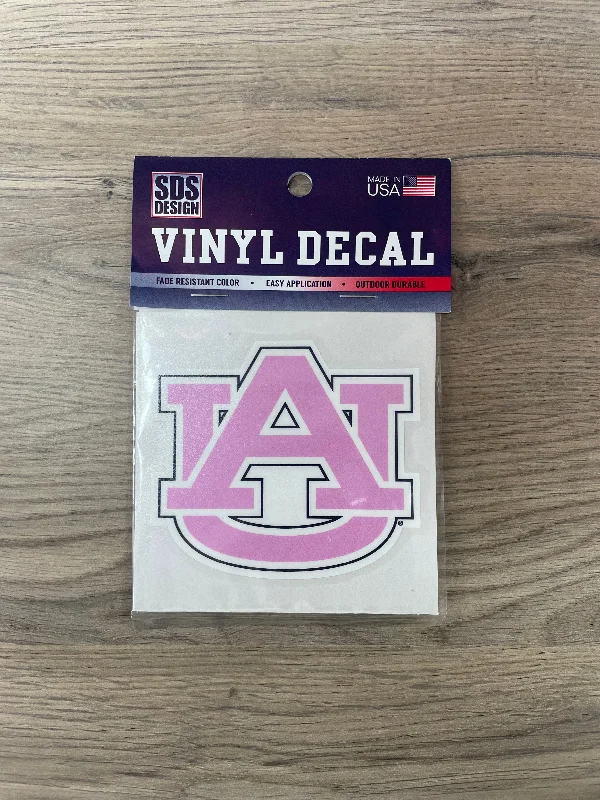 SDS
DESIGN
MADE IN
USA
VINYL DECAL
FADE RESISTANT COLOR • EASY APPLICATION • OUTDOOR DURABLE
AU
®